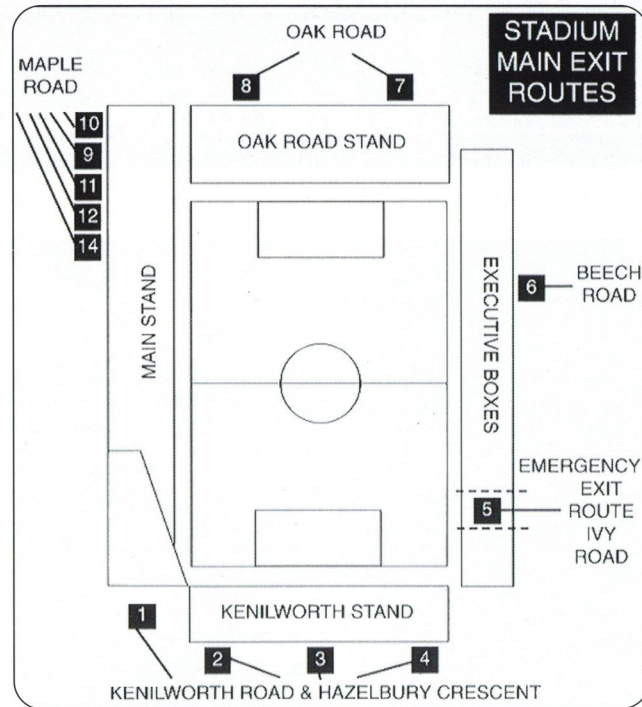 STADIUM
MAIN EXIT
ROUTES
OAK ROAD
8
7
MAPLE
ROAD
10
9
11
12
14
OAK ROAD STAND
MAIN STAND
EXECUTIVE BOXES
6
BEECH
ROAD
5
EMERGENCY
EXIT
ROUTE
IVY
ROAD
KENILWORTH STAND
1
2
3
4
KENILWORTH ROAD & HAZELBURY CRESCENT